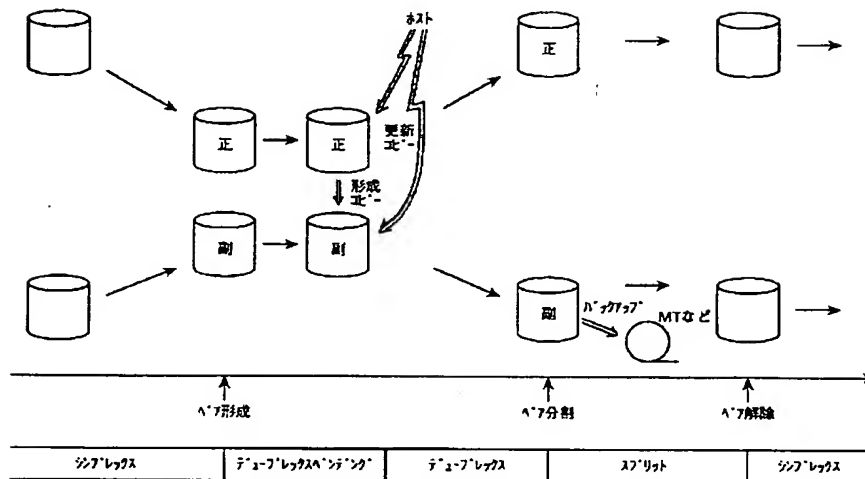 ホスト
正
正
正
更新
コピー
形成
コピー
副
副
副
バックアップ
MTなど
ペア形成
ペア分割
ペア解除
シンプレックス
デュープレックスペンディング
デュープレックス
スプリット
シンプレックス